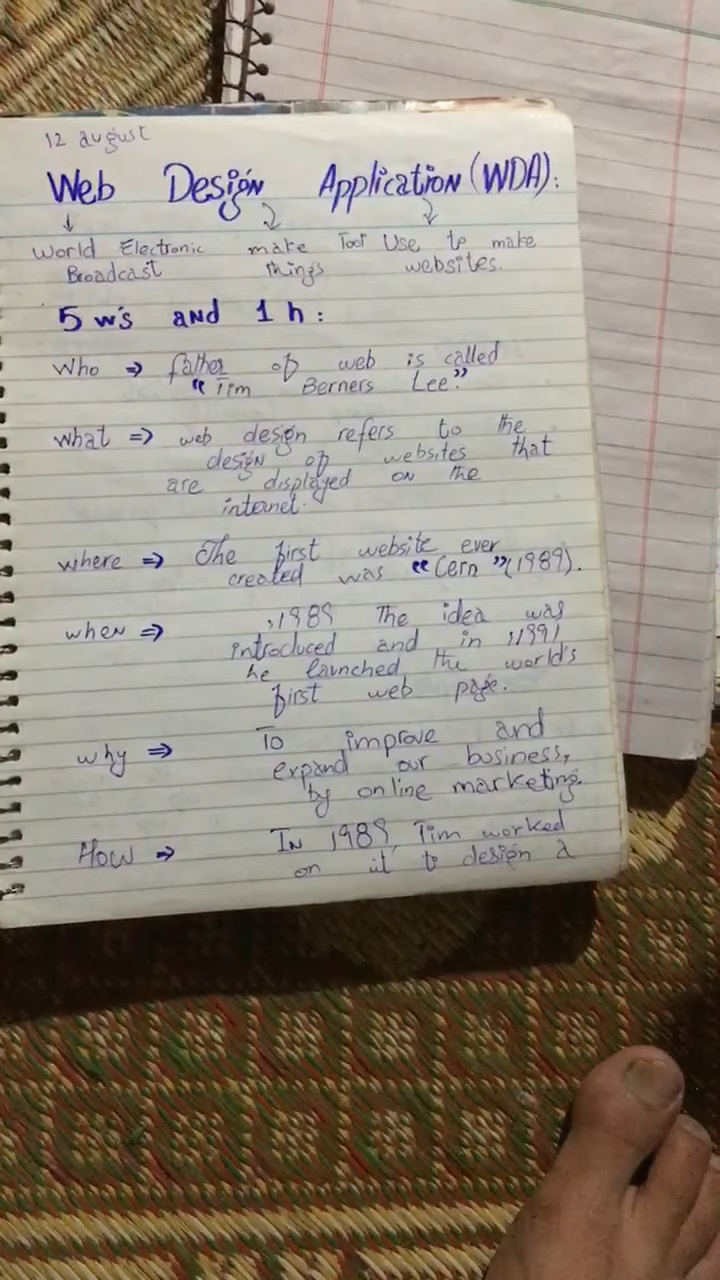 12 august
Web Design Application (WDA):
World Electronic make Tool Use to make
Broadcast things websites.
5 w's and 1 h:
Who ⇒ father of web is called
"Tim Berners Lee."
what ⇒ web design refers to the
design of websites that
are displayed on the
internet.
where ⇒ The first website ever
created was "Cern" (1989).
when ⇒ ,1989 The idea was
introduced and in ,1991
he launched the world's
first web page.
why ⇒ To improve and
expand our business,
by online marketing.
How ⇒ In 1989, Tim worked
on it to design a